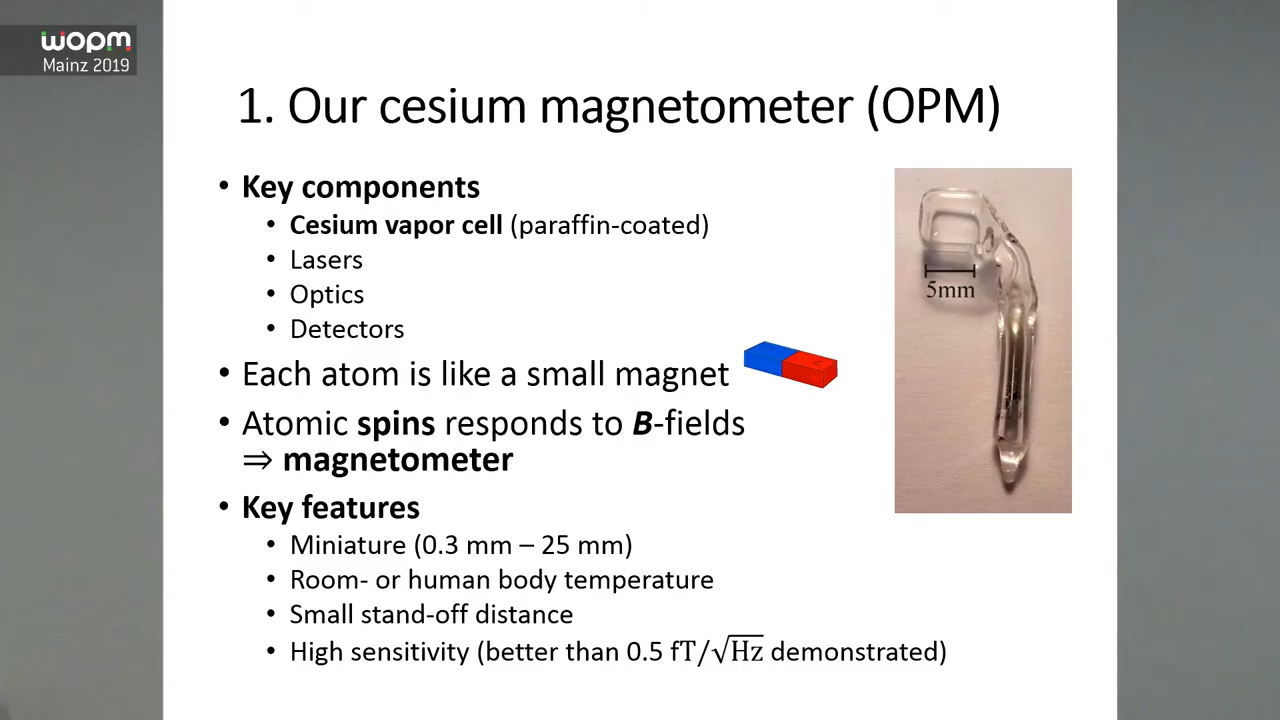 wopm
Mainz 2019
1. Our cesium magnetometer (OPM)
• Key components
• Cesium vapor cell (paraffin-coated)
• Lasers
• Optics
• Detectors
5mm
• Each atom is like a small magnet
• Atomic spins responds to B-fields
⇒ magnetometer
• Key features
• Miniature (0.3 mm – 25 mm)
• Room- or human body temperature
• Small stand-off distance
• High sensitivity (better than 0.5 fT/√Hz demonstrated)